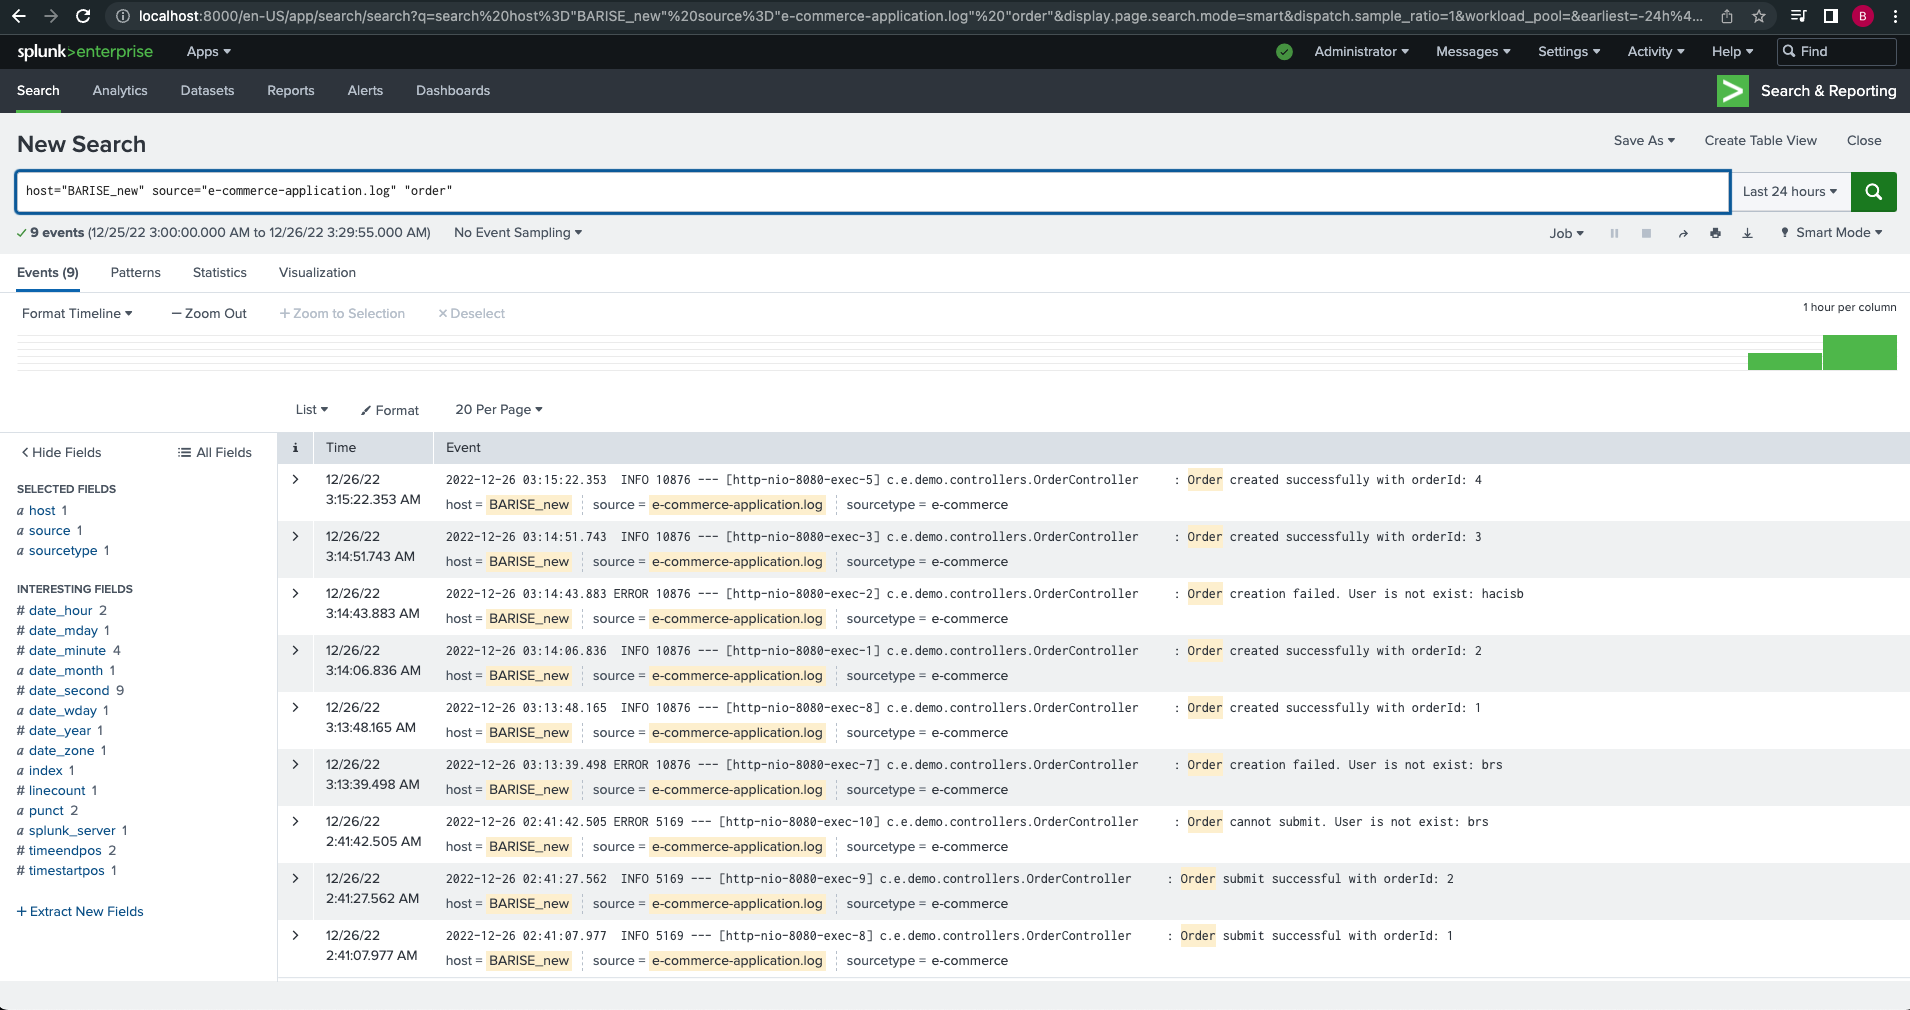 localhost:8000/en-US/app/search/search?q=search%20host%3D"BARISE_new"%20source%3D"e-commerce-application.log"%20"order"&display.page.search.mode=smart&dispatch.sample_ratio=1&workload_pool=&earliest=-24h%4... B
splunk>enterprise Apps Administrator Messages Settings Activity Help Find
Search Analytics Datasets Reports Alerts Dashboards > Search & Reporting
New Search Save As Create Table View Close
host="BARISE_new" source="e-commerce-application.log" "order" Last 24 hours
9 events (12/25/22 3:00:00.000 AM to 12/26/22 3:29:55.000 AM) No Event Sampling Job Smart Mode
Events (9) Patterns Statistics Visualization
Format Timeline — Zoom Out + Zoom to Selection × Deselect 1 hour per column
List Format 20 Per Page
< Hide Fields All Fields
SELECTED FIELDS
a host 1
a source 1
a sourcetype 1
INTERESTING FIELDS
# date_hour 2
# date_mday 1
# date_minute 4
a date_month 1
# date_second 9
a date_wday 1
# date_year 1
a date_zone 1
a index 1
# linecount 1
a punct 2
a splunk_server 1
# timeendpos 2
# timestartpos 1
+ Extract New Fields
i Time Event
12/26/22 2022-12-26 03:15:22.353 INFO 10876 --- [http-nio-8080-exec-5] c.e.demo.controllers.OrderController : Order created successfully with orderId: 4
3:15:22.353 AM host = BARISE_new source = e-commerce-application.log sourcetype = e-commerce
12/26/22 2022-12-26 03:14:51.743 INFO 10876 --- [http-nio-8080-exec-3] c.e.demo.controllers.OrderController : Order created successfully with orderId: 3
3:14:51.743 AM host = BARISE_new source = e-commerce-application.log sourcetype = e-commerce
12/26/22 2022-12-26 03:14:43.883 ERROR 10876 --- [http-nio-8080-exec-2] c.e.demo.controllers.OrderController : Order creation failed. User is not exist: hacisb
3:14:43.883 AM host = BARISE_new source = e-commerce-application.log sourcetype = e-commerce
12/26/22 2022-12-26 03:14:06.836 INFO 10876 --- [http-nio-8080-exec-1] c.e.demo.controllers.OrderController : Order created successfully with orderId: 2
3:14:06.836 AM host = BARISE_new source = e-commerce-application.log sourcetype = e-commerce
12/26/22 2022-12-26 03:13:48.165 INFO 10876 --- [http-nio-8080-exec-8] c.e.demo.controllers.OrderController : Order created successfully with orderId: 1
3:13:48.165 AM host = BARISE_new source = e-commerce-application.log sourcetype = e-commerce
12/26/22 2022-12-26 03:13:39.498 ERROR 10876 --- [http-nio-8080-exec-7] c.e.demo.controllers.OrderController : Order creation failed. User is not exist: brs
3:13:39.498 AM host = BARISE_new source = e-commerce-application.log sourcetype = e-commerce
12/26/22 2022-12-26 02:41:42.505 ERROR 5169 --- [http-nio-8080-exec-10] c.e.demo.controllers.OrderController : Order cannot submit. User is not exist: brs
2:41:42.505 AM host = BARISE_new source = e-commerce-application.log sourcetype = e-commerce
12/26/22 2022-12-26 02:41:27.562 INFO 5169 --- [http-nio-8080-exec-9] c.e.demo.controllers.OrderController : Order submit successful with orderId: 2
2:41:27.562 AM host = BARISE_new source = e-commerce-application.log sourcetype = e-commerce
12/26/22 2022-12-26 02:41:07.977 INFO 5169 --- [http-nio-8080-exec-8] c.e.demo.controllers.OrderController : Order submit successful with orderId: 1
2:41:07.977 AM host = BARISE_new source = e-commerce-application.log sourcetype = e-commerce